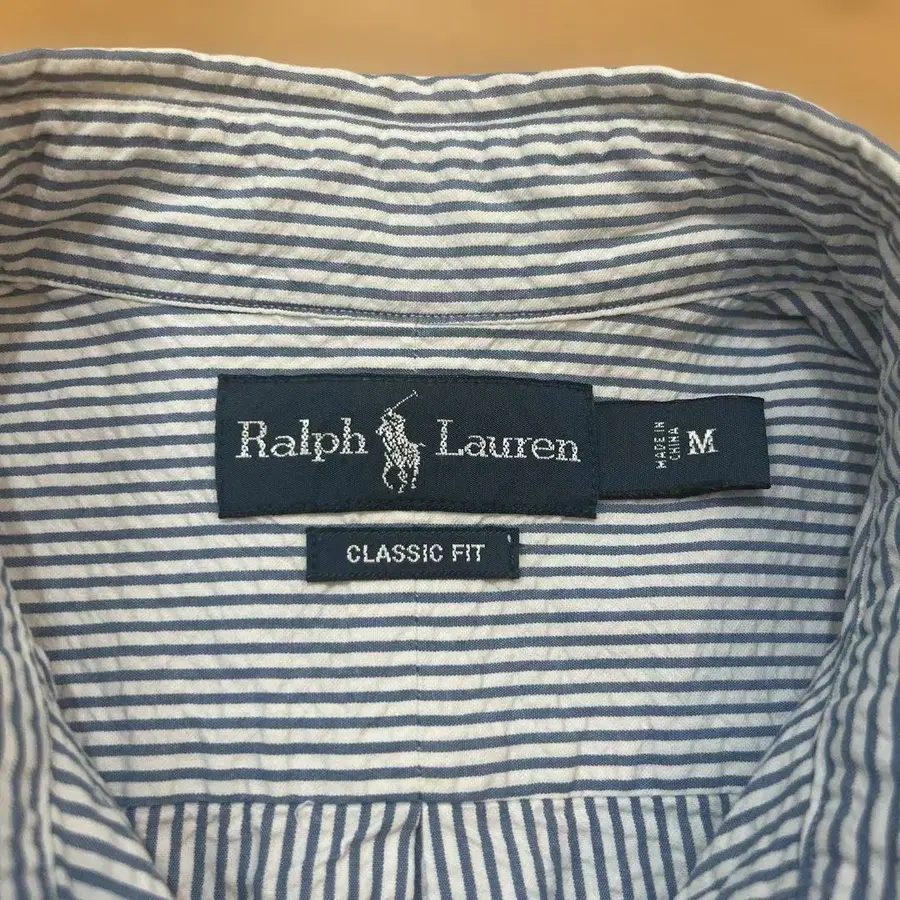 Ralph Lauren
MADE IN
CHINA
M
CLASSIC FIT